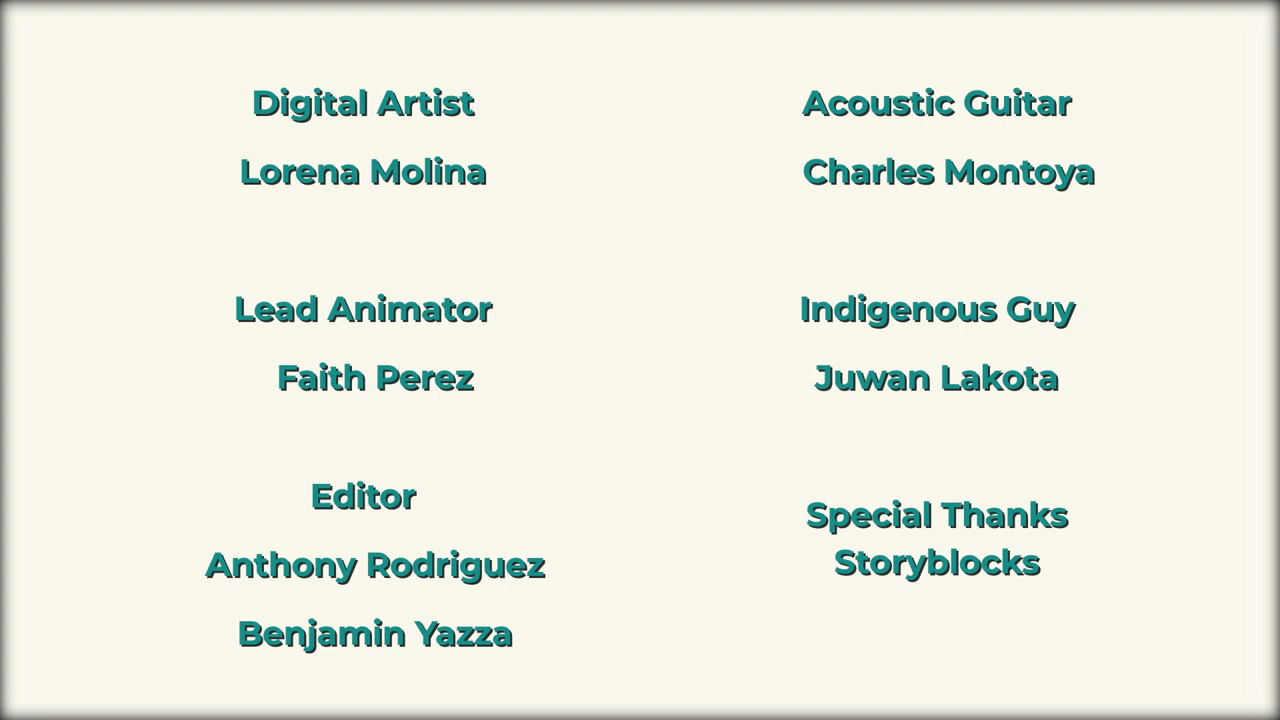 Digital Artist
Lorena Molina
Lead Animator
Faith Perez
Editor
Anthony Rodriguez
Benjamin Yazza
Acoustic Guitar
Charles Montoya
Indigenous Guy
Juwan Lakota
Special Thanks
Storyblocks